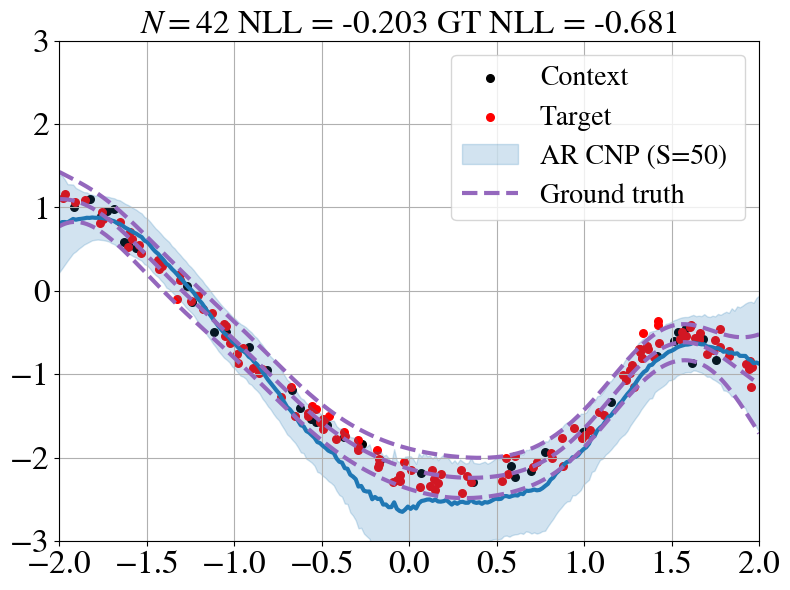 N = 42 NLL = -0.203 GT NLL = -0.681
3
2
1
0
−1
−2
−3
Context
Target
AR CNP (S=50)
Ground truth
−2.0 −1.5 −1.0 −0.5 0.0 0.5 1.0 1.5 2.0